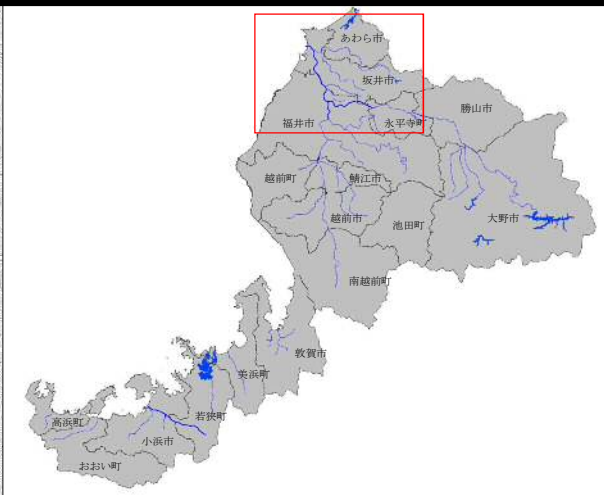 あわら市
坂井市
勝山市
福井市
永平寺町
越前町
鯖江市
越前市
池田町
大野市
南越前町
敦賀市
美浜町
若狭町
高浜町
小浜市
おおい町